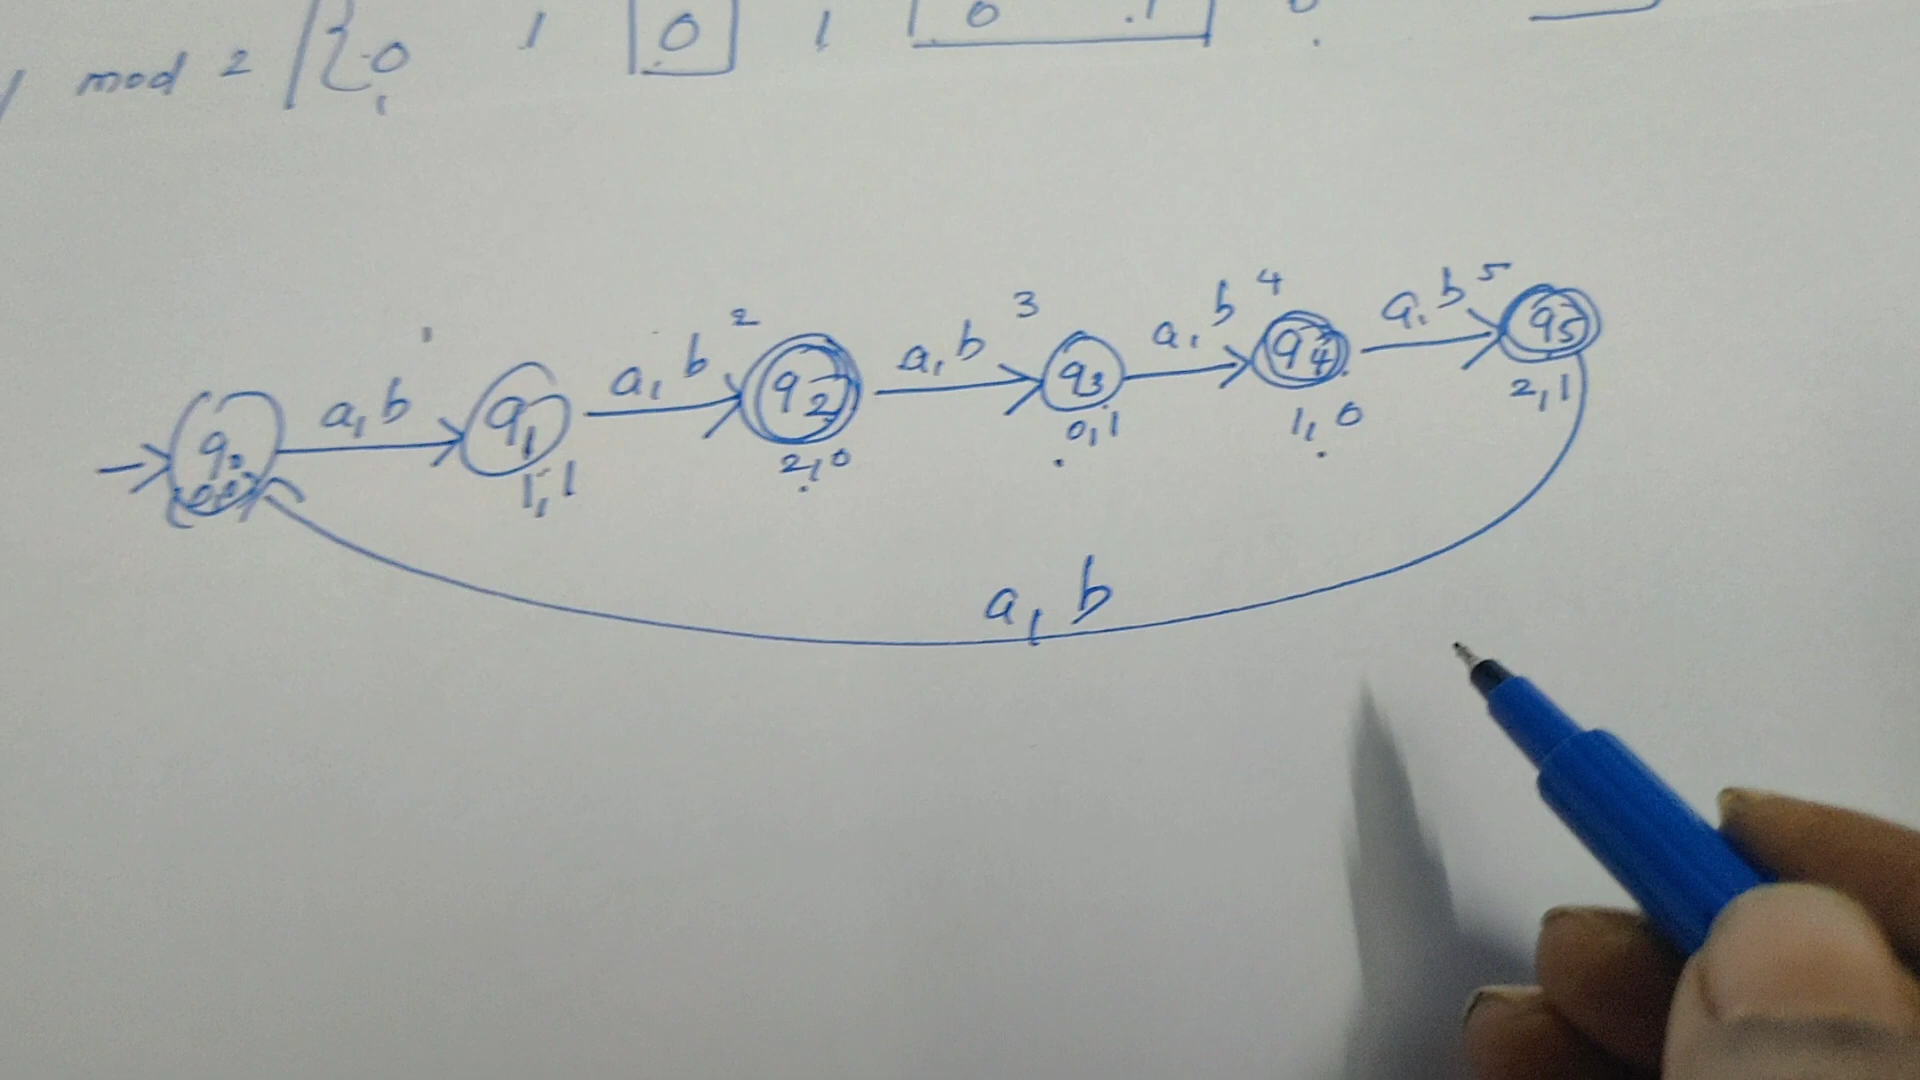 / mod 2 | { 0 1 0 1 0 1
1
1 2 3 4 5
a,b a,b a,b a,b a,b
q0 q1 q2 q3 q4 q5
1,1 2,0 0,1 1,0 2,1
a, b